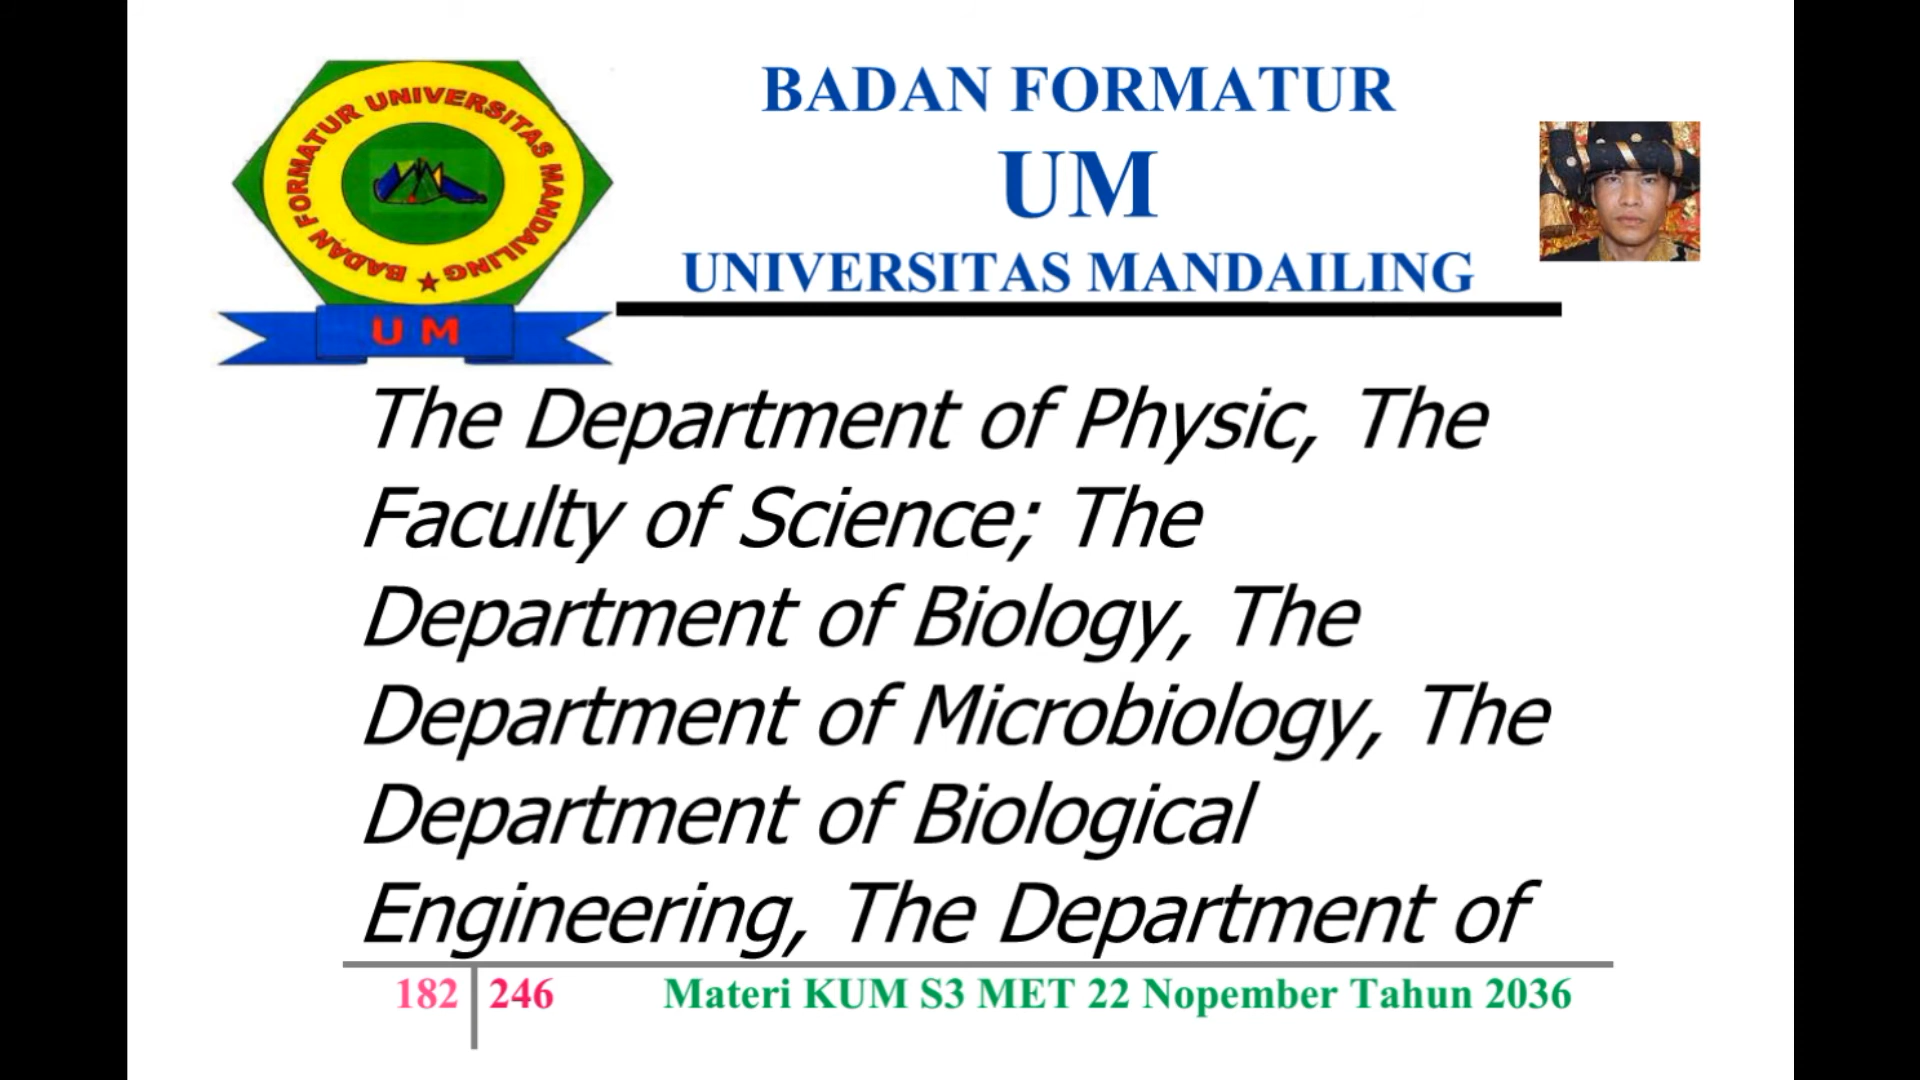 BADAN FORMATUR UNIVERSITAS MANDAILING
U M
BADAN FORMATUR
UM
UNIVERSITAS MANDAILING
The Department of Physic, The
Faculty of Science; The
Department of Biology, The
Department of Microbiology, The
Department of Biological
Engineering, The Department of
182 246 Materi KUM S3 MET 22 Nopember Tahun 2036